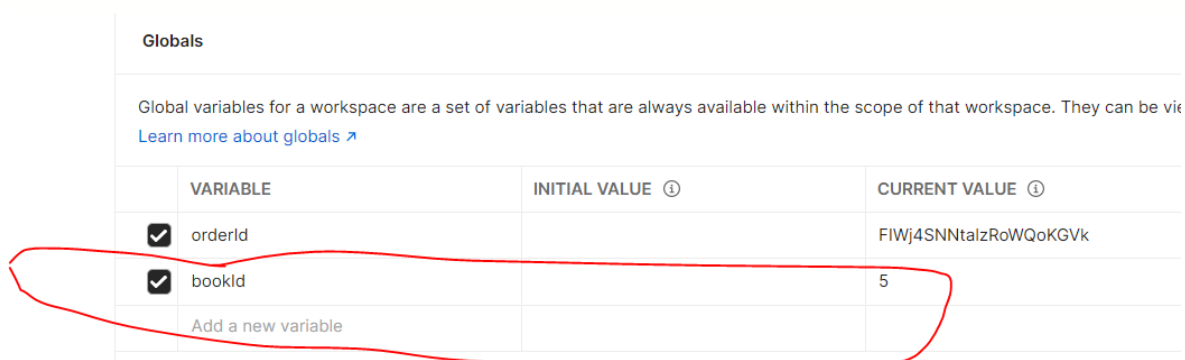 Globals
Global variables for a workspace are a set of variables that are always available within the scope of that workspace. They can be vie
Learn more about globals ↗
VARIABLE INITIAL VALUE CURRENT VALUE
orderId FIWj4SNNtaIzRoWQoKGVk
bookId 5
Add a new variable